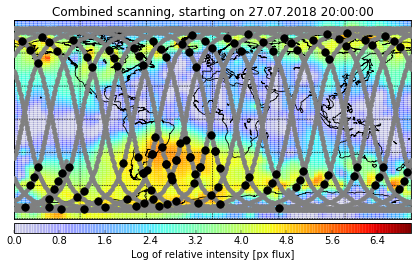 Combined scanning, starting on 27.07.2018 20:00:00
0.0 0.8 1.6 2.4 3.2 4.0 4.8 5.6 6.4
Log of relative intensity [px flux]